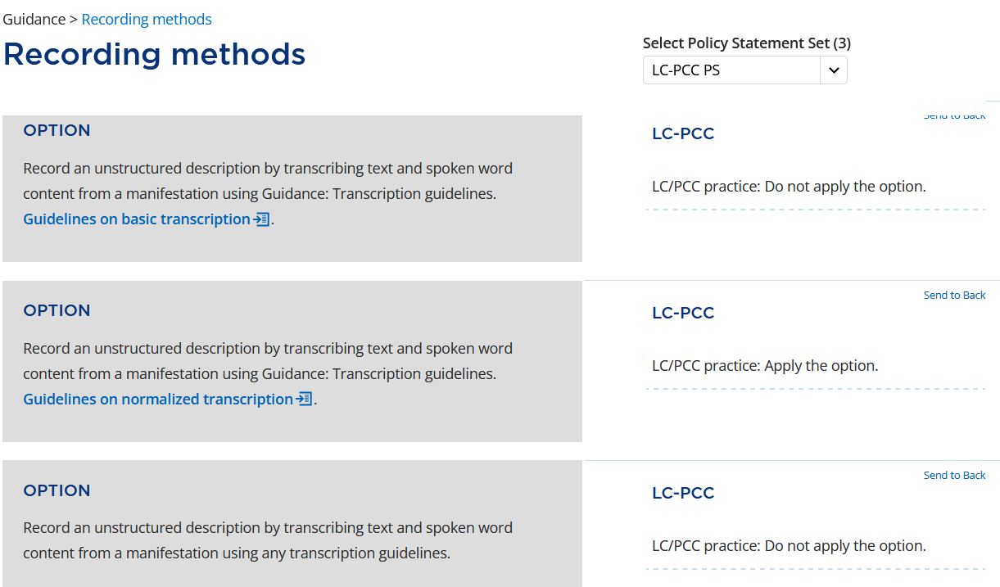 Guidance > Recording methods
Recording methods
Select Policy Statement Set (3)
LC-PCC PS
OPTION
Record an unstructured description by transcribing text and spoken word
content from a manifestation using Guidance: Transcription guidelines.
Guidelines on basic transcription.
Send to Back
LC-PCC
LC/PCC practice: Do not apply the option.
OPTION
Record an unstructured description by transcribing text and spoken word
content from a manifestation using Guidance: Transcription guidelines.
Guidelines on normalized transcription.
Send to Back
LC-PCC
LC/PCC practice: Apply the option.
OPTION
Record an unstructured description by transcribing text and spoken word
content from a manifestation using any transcription guidelines.
Send to Back
LC-PCC
LC/PCC practice: Do not apply the option.